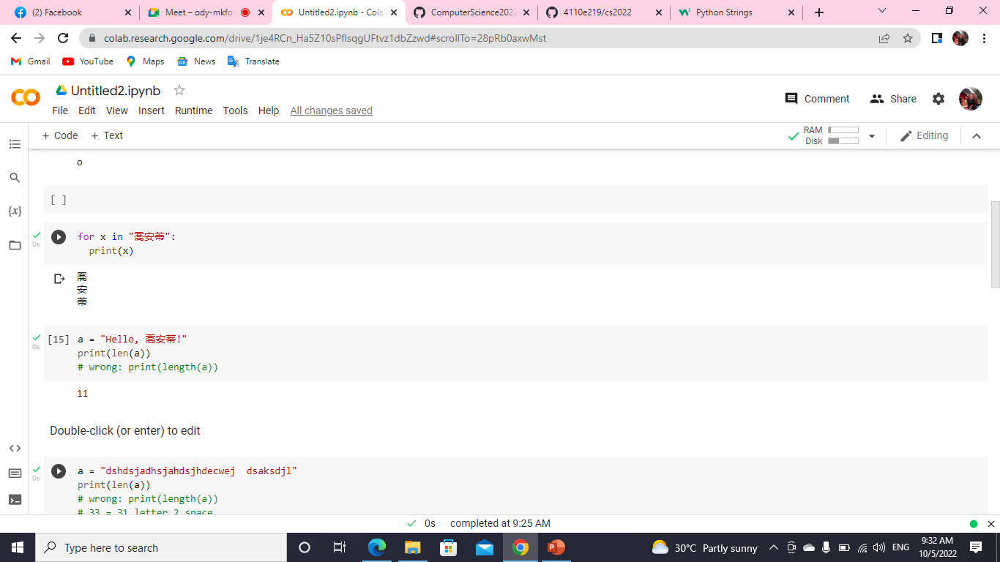 (2) Facebook
Meet – ody-mkfo-
Untitled2.ipynb - Cola
ComputerScience2022
4110e219/cs2022
Python Strings
colab.research.google.com/drive/1je4RCn_Ha5Z10sPflsqgUFtvz1dbZzwd#scrollTo=28pRb0axwMst
Gmail
YouTube
Maps
News
Translate
Untitled2.ipynb
File Edit View Insert Runtime Tools Help All changes saved
Comment
Share
+ Code + Text
RAM
Disk
Editing
o
[ ]
0s
for x in "喬安蒂":
print(x)
喬
安
蒂
0s
[15]
a = "Hello, 喬安蒂!"
print(len(a))
# wrong: print(length(a))
11
Double-click (or enter) to edit
0s
a = "dshdsjadhsjahdsjhdecwej  dsaksdjl"
print(len(a))
# wrong: print(length(a))
# 33 = 31 letter 2 space
0s completed at 9:25 AM
Type here to search
30°C Partly sunny
ENG
9:32 AM
10/5/2022